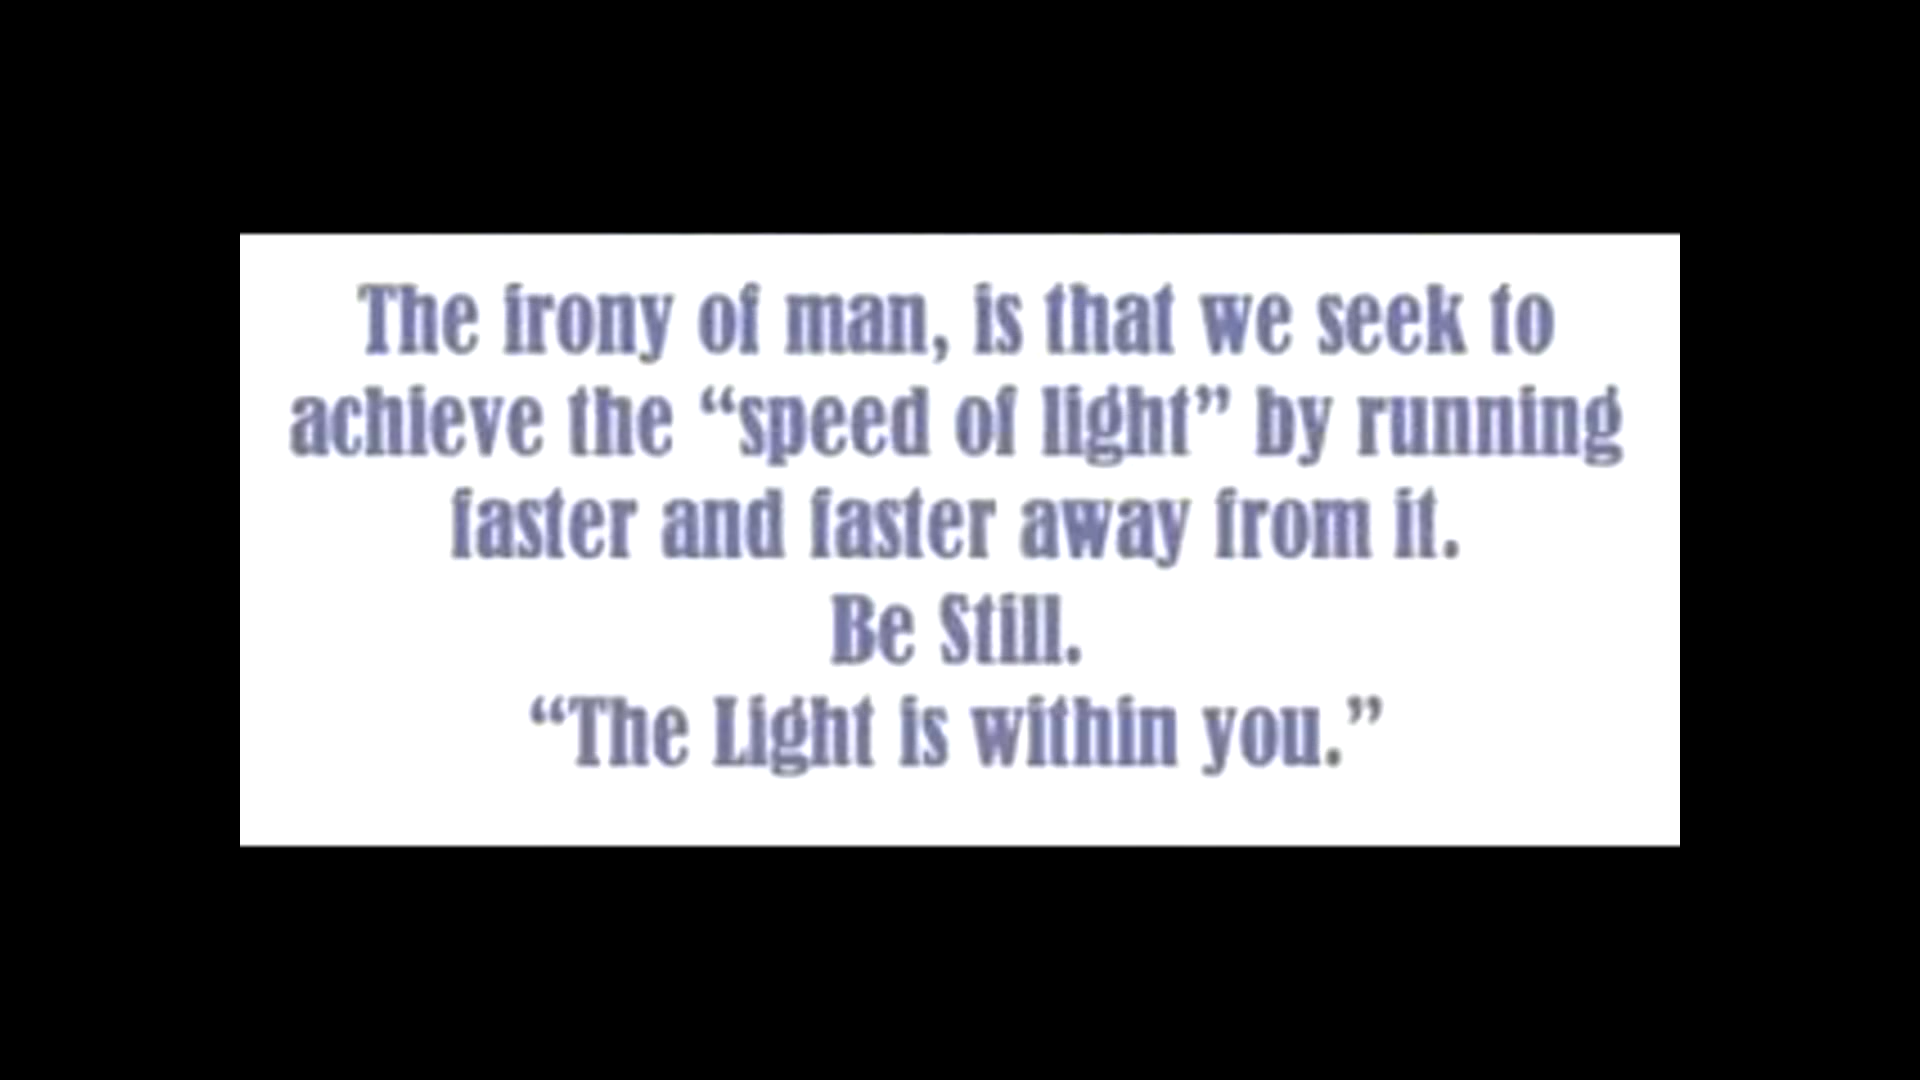 The irony of man, is that we seek to
achieve the “speed of light” by running
faster and faster away from it.
Be Still.
“The Light is within you.”